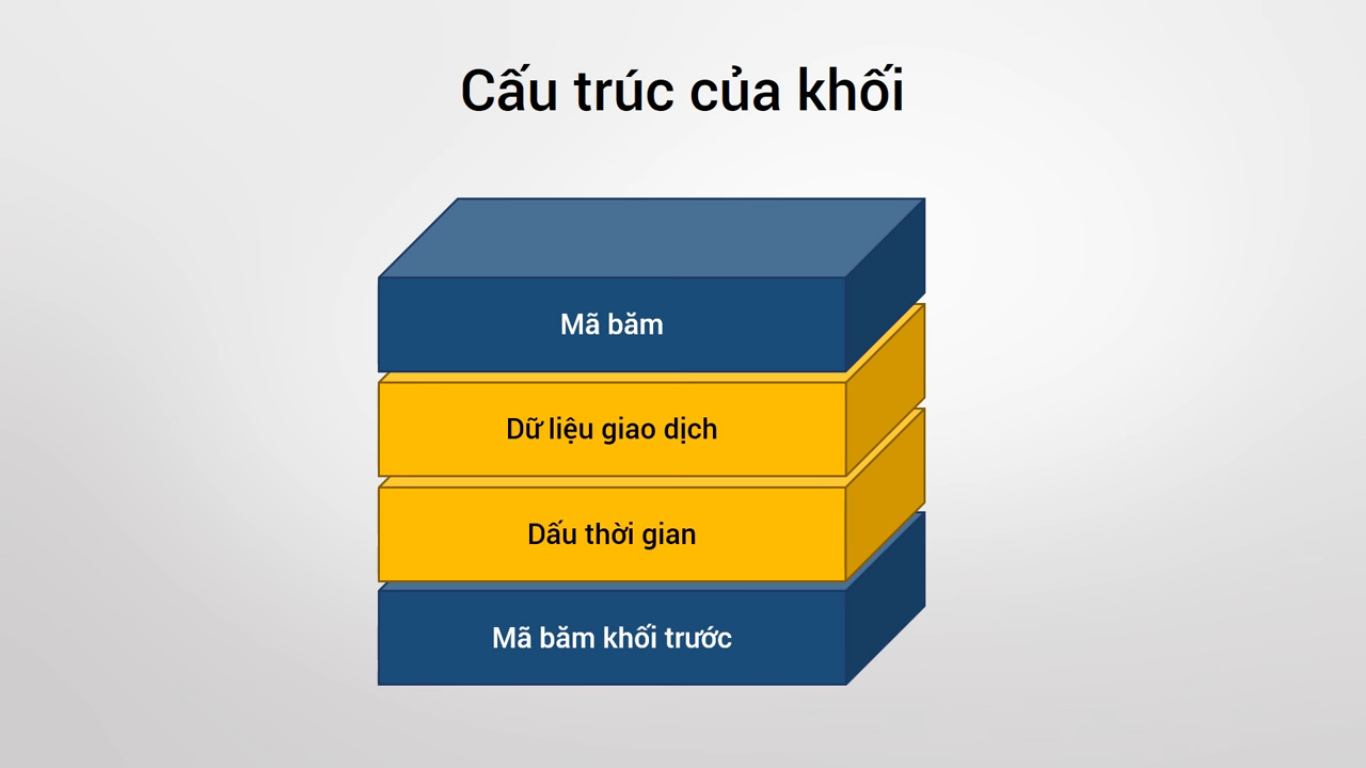 Cấu trúc của khối
Mã băm
Dữ liệu giao dịch
Dấu thời gian
Mã băm khối trước